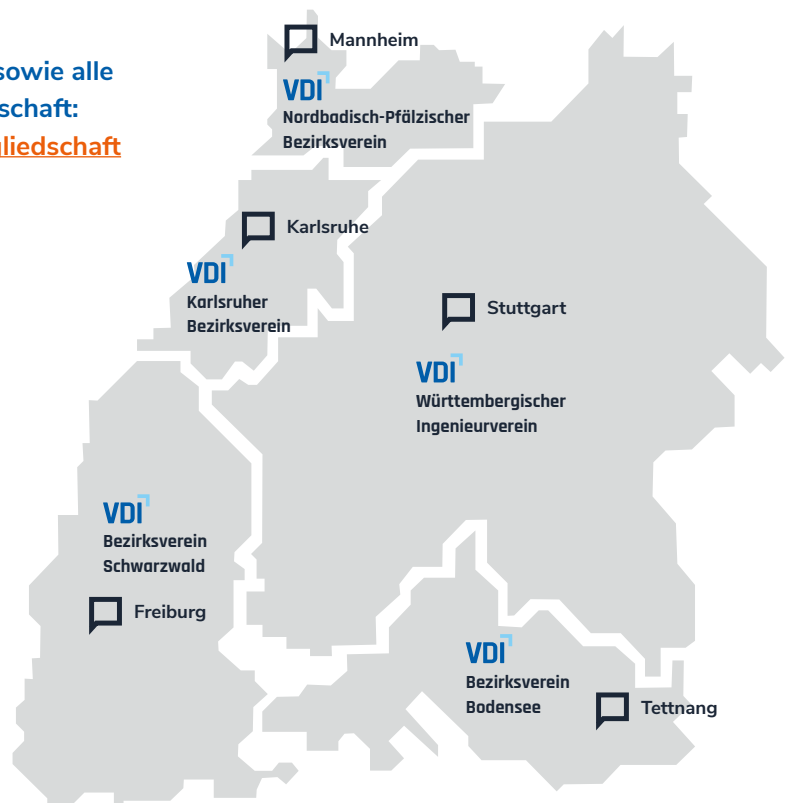 sowie alle
schaft:
liedschaft
Mannheim
VDI
Nordbadisch-Pfälzischer
Bezirksverein
Karlsruhe
VDI
Karlsruher
Bezirksverein
Stuttgart
VDI
Württembergischer
Ingenieurverein
VDI
Bezirksverein
Schwarzwald
Freiburg
VDI
Bezirksverein
Bodensee
Tettnang